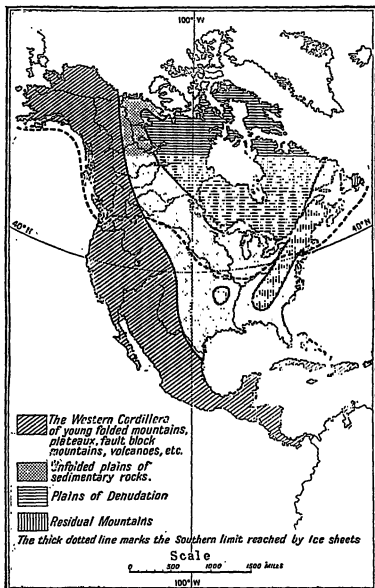 100° W
40°N
40°N
The Western Cordillera
of young folded mountains,
plateaux, fault block
mountains, volcanoes, etc.
Unfolded plains of
sedimentary rocks.
Plains of Denudation
Residual Mountains
The thick dotted line marks the Southern limit reached by Ice sheets
Scale
0 500 1000 1500 MILES
100° W